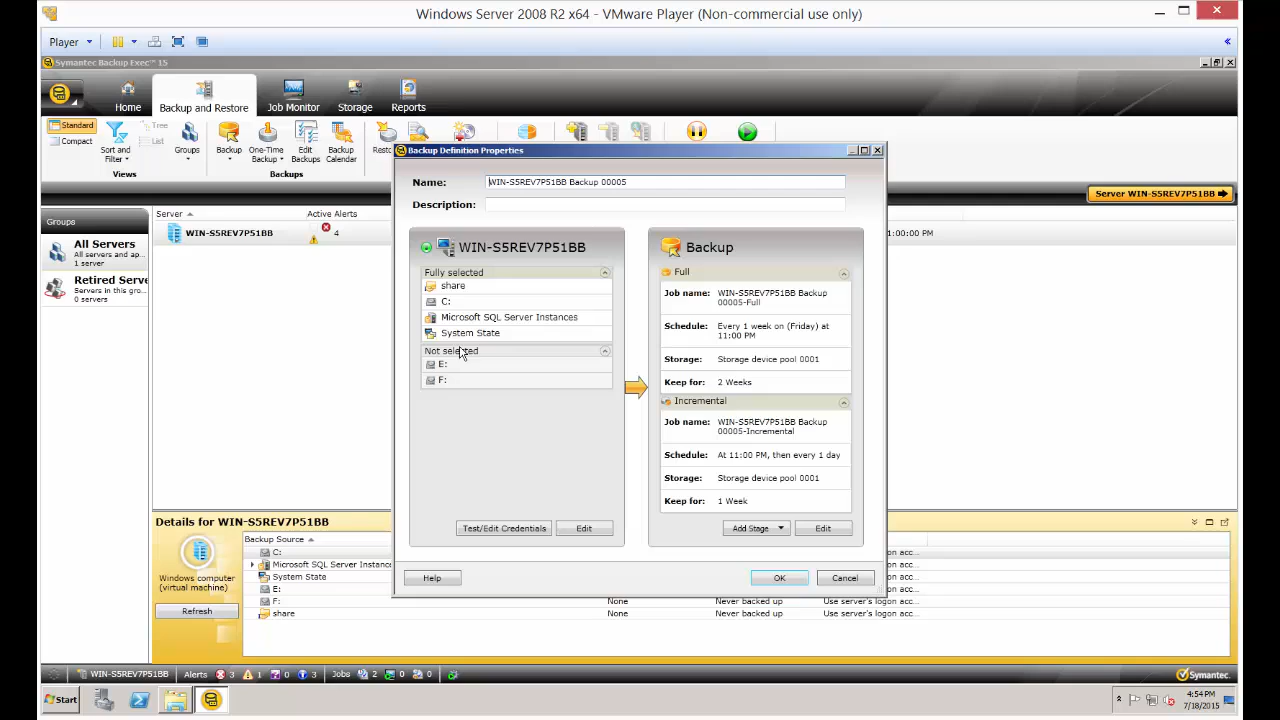 Windows Server 2008 R2 x64 - VMware Player (Non-commercial use only)
Player
Symantec Backup Exec™ 15
Home
Backup and Restore
Job Monitor
Storage
Reports
Standard
Compact
Sort and
Filter
Tree
List
Groups
Views
Backup
One-Time
Backup
Edit
Backups
Backup
Calendar
Backups
Server WIN-S5REV7P51BB
Groups
All Servers
All servers and ap...
1 server
Retired Serve
Servers in this gro...
0 servers
Server
Active Alerts
WIN-S5REV7P51BB
4
1:00:00 PM
Backup Definition Properties
Name:
WIN-S5REV7P51BB Backup 00005
Description:
WIN-S5REV7P51BB
Fully selected
share
C:
Microsoft SQL Server Instances
System State
Not selected
E:
F:
Test/Edit Credentials
Edit
Backup
Full
Job name: WIN-S5REV7P51BB Backup
00005-Full
Schedule: Every 1 week on (Friday) at
11:00 PM
Storage: Storage device pool 0001
Keep for: 2 Weeks
Incremental
Job name: WIN-S5REV7P51BB Backup
00005-Incremental
Schedule: At 11:00 PM, then every 1 day
Storage: Storage device pool 0001
Keep for: 1 Week
Add Stage
Edit
Help
OK
Cancel
Details for WIN-S5REV7P51BB
Windows computer
(virtual machine)
Refresh
Backup Source
C:
Microsoft SQL Server Instance
System State
E:
F: None Never backed up Use server's logon acc...
share None Never backed up Use server's logon acc...
WIN-S5REV7P51BB
Alerts 3 1 0 3
Jobs 2 0 0
Symantec.
Start
4:54 PM
7/18/2015